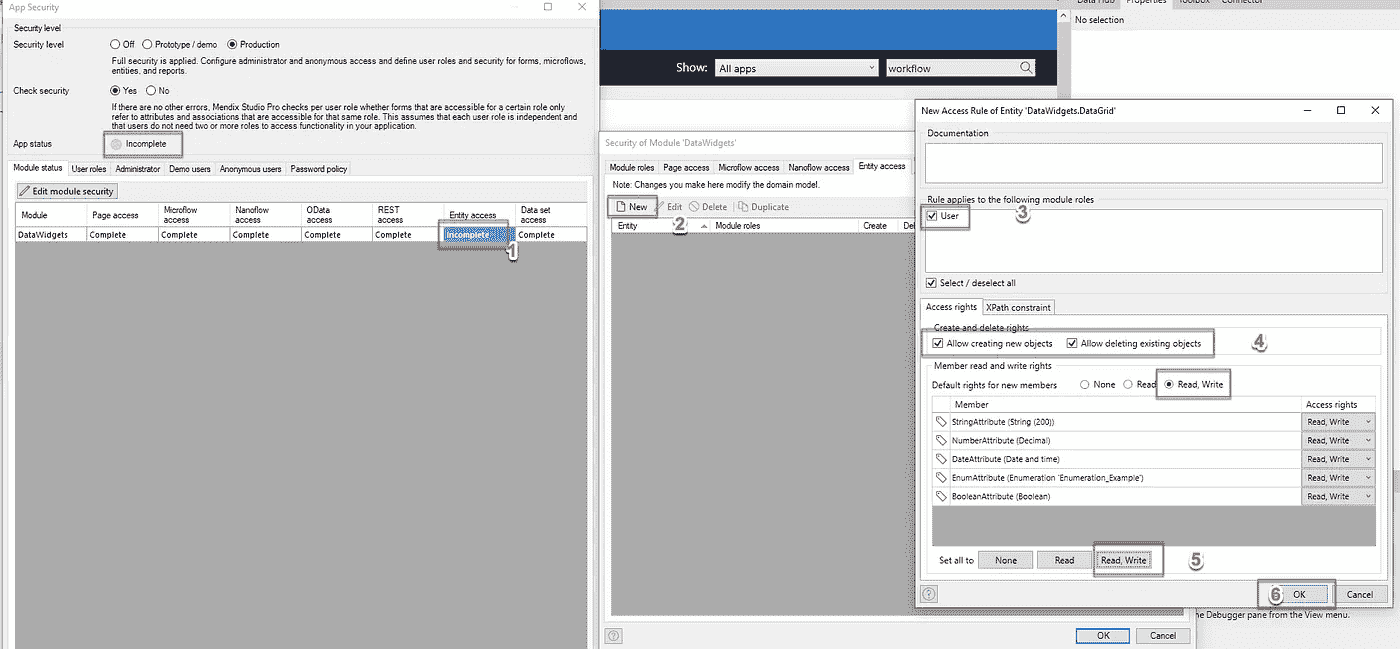 App Security
Security level
Security level
Off
Prototype / demo
Production
Full security is applied. Configure administrator and anonymous access and define user roles and security for forms, microflows,
entities, and reports.
Check security
Yes
No
If there are no other errors, Mendix Studio Pro checks per user role whether forms that are accessible for a certain role only
refer to attributes and associations that are accessible for that same role. This assumes that each user role is independent and
that users do not need two or more roles to access functionality in your application.
App status
Incomplete
Module status
User roles
Administrator
Demo users
Anonymous users
Password policy
Edit module security
Module
Page access
Microflow
access
Nanoflow
access
OData
access
REST
access
Entity access
Data set
access
DataWidgets
Complete
Complete
Complete
Complete
Complete
Incomplete
Complete
1
Data Hub
Properties
Toolbox
Connector
No selection
Show:
All apps
workflow
Security of Module 'DataWidgets'
Module roles
Page access
Microflow access
Nanoflow access
Entity access
Note: Changes you make here modify the domain model.
New
Edit
Delete
Duplicate
2
Entity
Module roles
Create
Del
OK
Cancel
New Access Rule of Entity 'DataWidgets.DataGrid'
Documentation
Rule applies to the following module roles
User
3
Select / deselect all
Access rights
XPath constraint
Create and delete rights
Allow creating new objects
Allow deleting existing objects
4
Member read and write rights
Default rights for new members
None
Read
Read, Write
Member
Access rights
StringAttribute (String (200))
Read, Write
NumberAttribute (Decimal)
Read, Write
DateAttribute (Date and time)
Read, Write
EnumAttribute (Enumeration 'Enumeration_Example')
Read, Write
BooleanAttribute (Boolean)
Read, Write
Set all to
None
Read
Read, Write
5
6
OK
Cancel
he Debugger pane from the View menu.